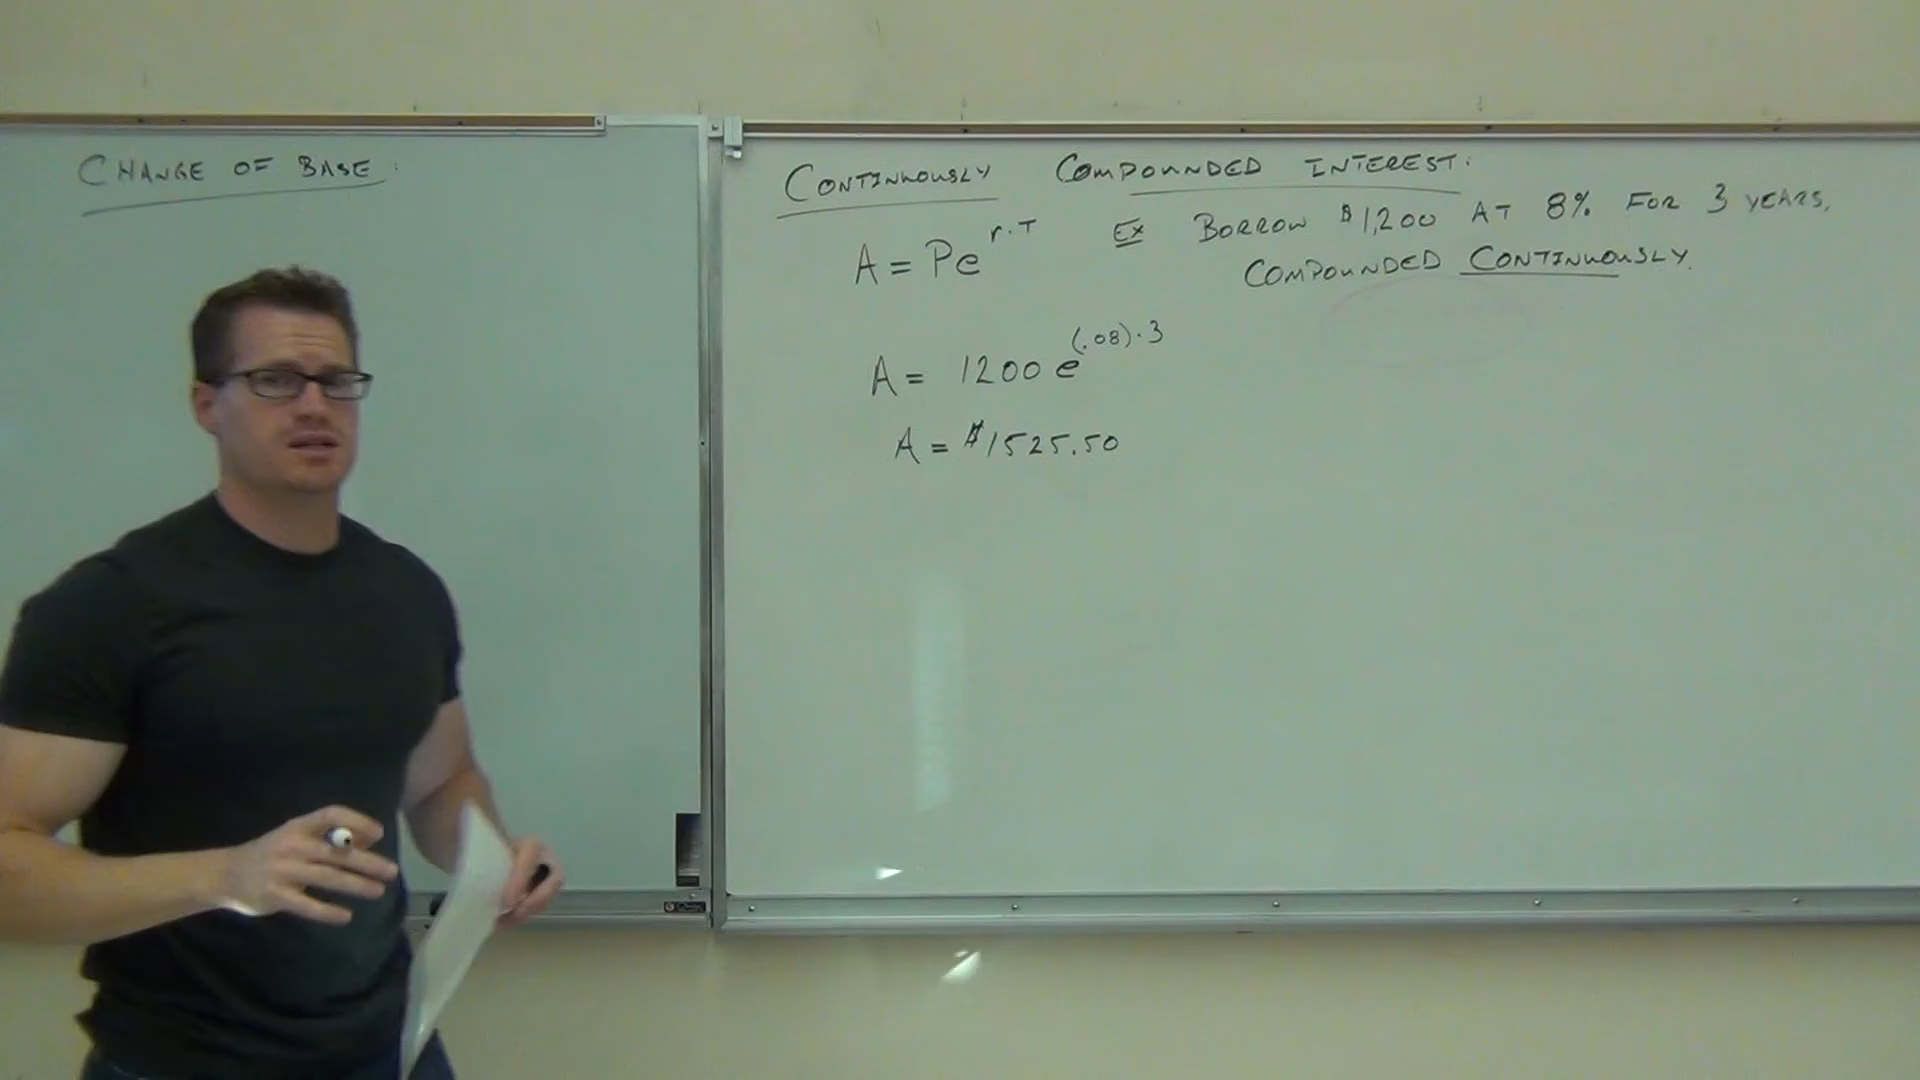 CHANGE OF BASE:
CONTINUOUSLY COMPOUNDED INTEREST:
A = Pe^{r·T}
Ex BORROW $1,200 AT 8% FOR 3 YEARS,
COMPOUNDED CONTINUOUSLY.
A = 1200e^{(.08)·3}
A = $1525.50